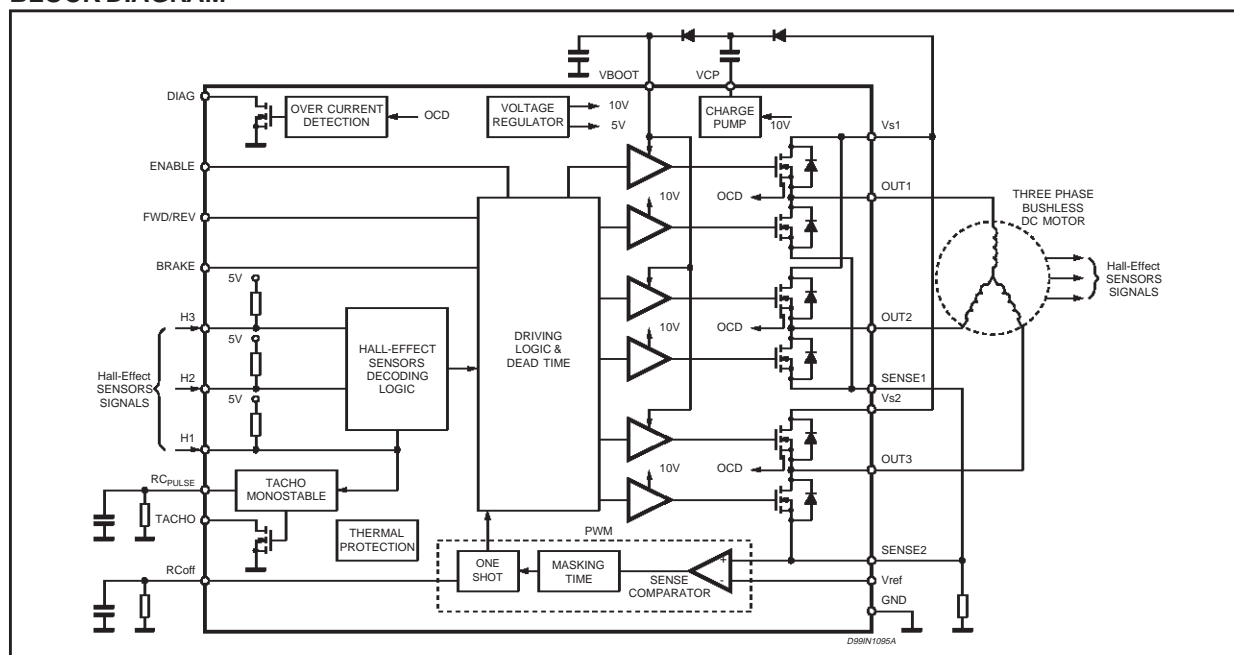 BLOCK DIAGRAM
VBOOT
VCP
DIAG
OVER CURRENT
DETECTION
OCD
VOLTAGE
REGULATOR
10V
5V
CHARGE
PUMP
10V
Vs1
ENABLE
OCD
OUT1
THREE PHASE
BUSHLESS
DC MOTOR
FWD/REV
10V
BRAKE
Hall-Effect
SENSORS
SIGNALS
5V
H3
5V
H2
5V
H1
Hall-Effect
SENSORS
SIGNALS
HALL-EFFECT
SENSORS
DECODING
LOGIC
DRIVING
LOGIC &
DEAD TIME
OCD
OUT2
10V
SENSE1
Vs2
OCD
OUT3
10V
RCPULSE
TACHO
MONOSTABLE
TACHO
THERMAL
PROTECTION
PWM
RCoff
ONE
SHOT
MASKING
TIME
+
-
SENSE
COMPARATOR
SENSE2
Vref
GND
D99IN1095A